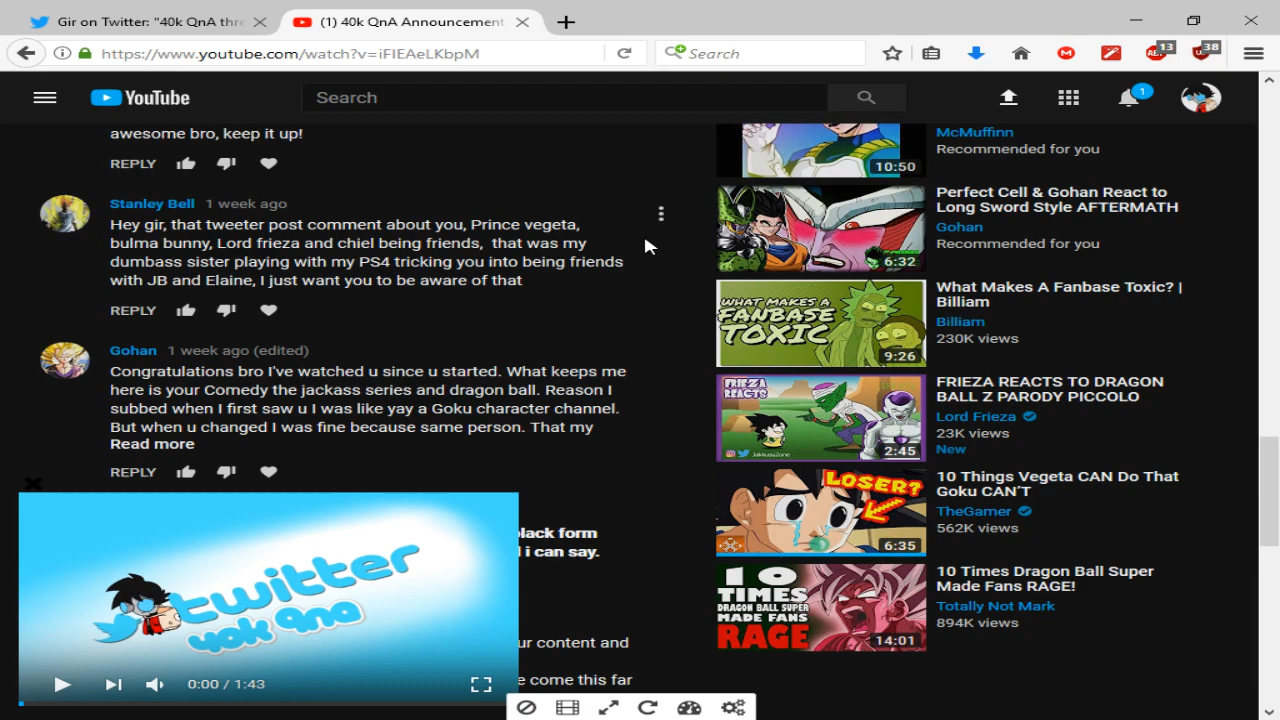 Gir on Twitter: "40k QnA thre
(1) 40k QnA Announcement
https://www.youtube.com/watch?v=iFIEAeLKbpM
Search
13
38
YouTube
Search
1
awesome bro, keep it up!
REPLY
Stanley Bell 1 week ago
Hey gir, that tweeter post comment about you, Prince vegeta,
bulma bunny, Lord frieza and chiel being friends, that was my
dumbass sister playing with my PS4 tricking you into being friends
with JB and Elaine, I just want you to be aware of that
REPLY
Gohan 1 week ago (edited)
Congratulations bro I've watched u since u started. What keeps me
here is your Comedy the jackass series and dragon ball. Reason I
subbed when I first saw u I was like yay a Goku character channel.
But when u changed I was fine because same person. That my
Read more
REPLY
black form
i can say.
ur content and
e come this far
twitter
40k qna
0:00 / 1:43
10:50
McMuffinn
Recommended for you
6:32
Perfect Cell & Gohan React to
Long Sword Style AFTERMATH
Gohan
Recommended for you
WHAT MAKES A
FANBASE
TOXIC?
9:26
What Makes A Fanbase Toxic? |
Billiam
Billiam
230K views
FRIEZA
REACTS
JakkusuZone
2:45
FRIEZA REACTS TO DRAGON
BALL Z PARODY PICCOLO
Lord Frieza
23K views
New
LOSER?
6:35
10 Things Vegeta CAN Do That
Goku CAN'T
TheGamer
562K views
10
TIMES
DRAGON BALL SUPER
MADE FANS
RAGE
14:01
10 Times Dragon Ball Super
Made Fans RAGE!
Totally Not Mark
894K views